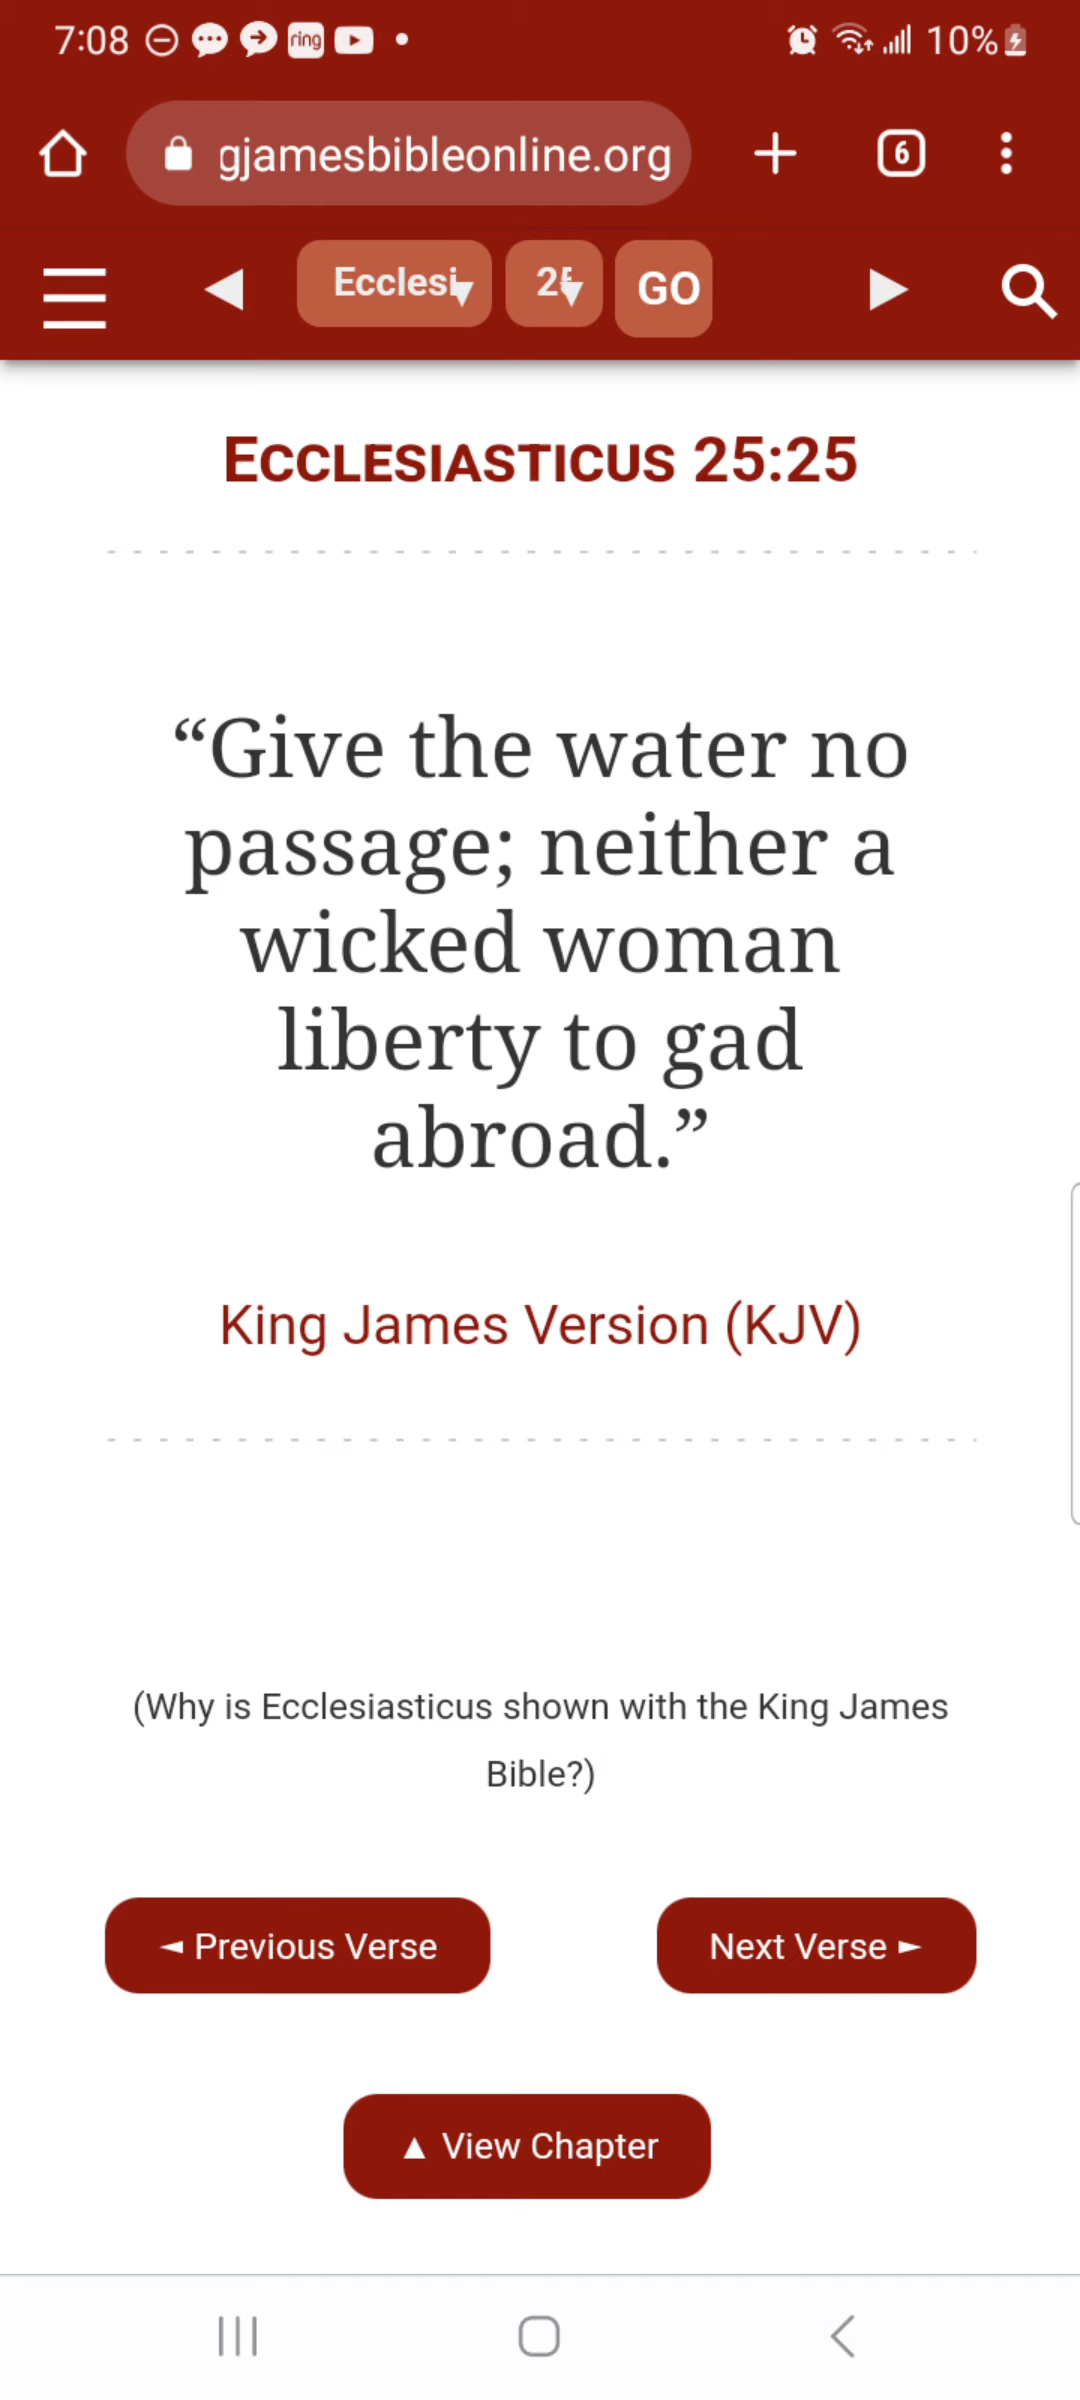 7:08 ring 10%
gjamesbibleonline.org 6
Ecclesi GO
ECCLESIASTICUS 25:25
“Give the water no
passage; neither a
wicked woman
liberty to gad
abroad.”
King James Version (KJV)
(Why is Ecclesiasticus shown with the King James
Bible?)
◄ Previous Verse Next Verse ►
▲ View Chapter